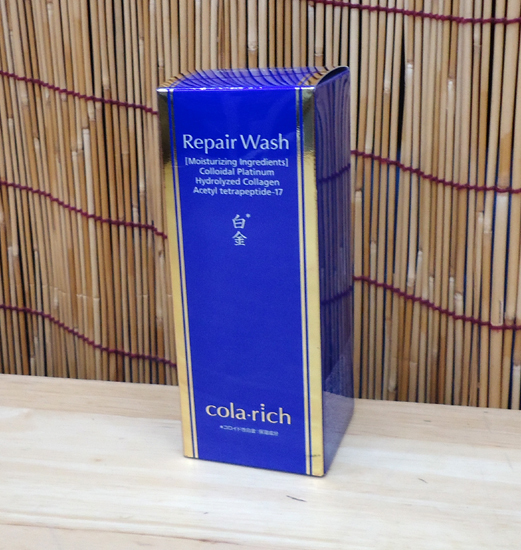 Repair Wash
[Moisturizing Ingredients]
Colloidal Platinum
Hydrolyzed Collagen
Acetyl tetrapeptide-17
白*
金
cola·rich